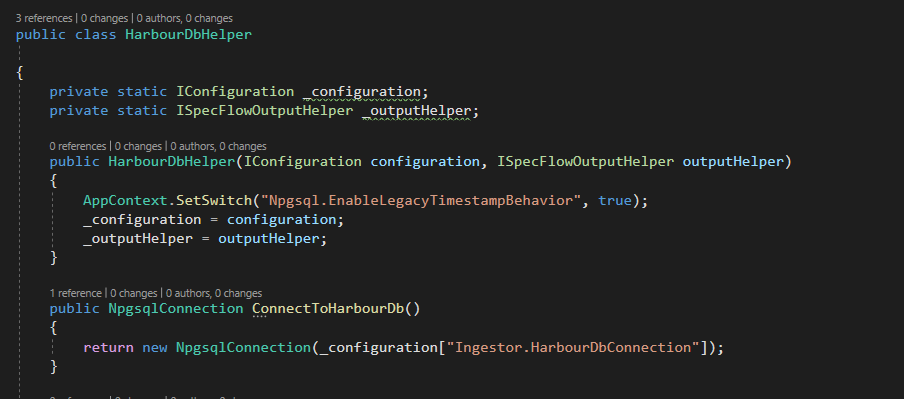 3 references | 0 changes | 0 authors, 0 changes
public class HarbourDbHelper
{
private static IConfiguration _configuration;
private static ISpecFlowOutputHelper _outputHelper;
0 references | 0 changes | 0 authors, 0 changes
public HarbourDbHelper(IConfiguration configuration, ISpecFlowOutputHelper outputHelper)
{
AppContext.SetSwitch("Npgsql.EnableLegacyTimestampBehavior", true);
_configuration = configuration;
_outputHelper = outputHelper;
}
1 reference | 0 changes | 0 authors, 0 changes
public NpgsqlConnection ConnectToHarbourDb()
{
return new NpgsqlConnection(_configuration["Ingestor.HarbourDbConnection"]);
}